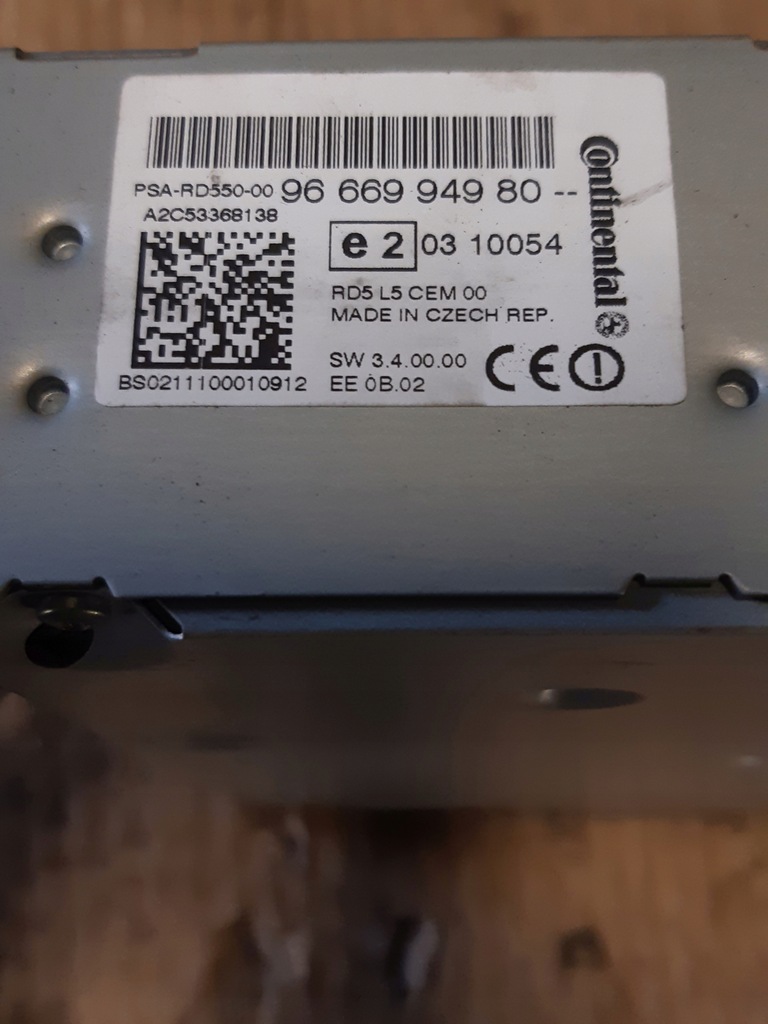 PSA-RD550-00 96 669 949 80 --
A2C53368138
e 2 03 10054
RD5 L5 CEM 00
MADE IN CZECH REP.
SW 3.4.00.00
EE 0B.02
BS0211100010912
CE
Continental